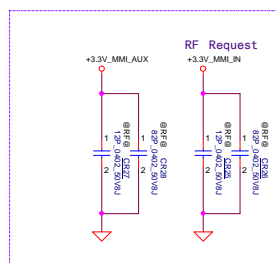 RF Request
+3.3V_MMI_AUX
+3.3V_MMI_IN
1
2
@RF@
CR27
12P_0402_50V8J
1
2
@RF@
CR28
82P_0402_50V8J
1
2
@RF@
CR25
12P_0402_50V8J
1
2
@RF@
CR26
82P_0402_50V8J